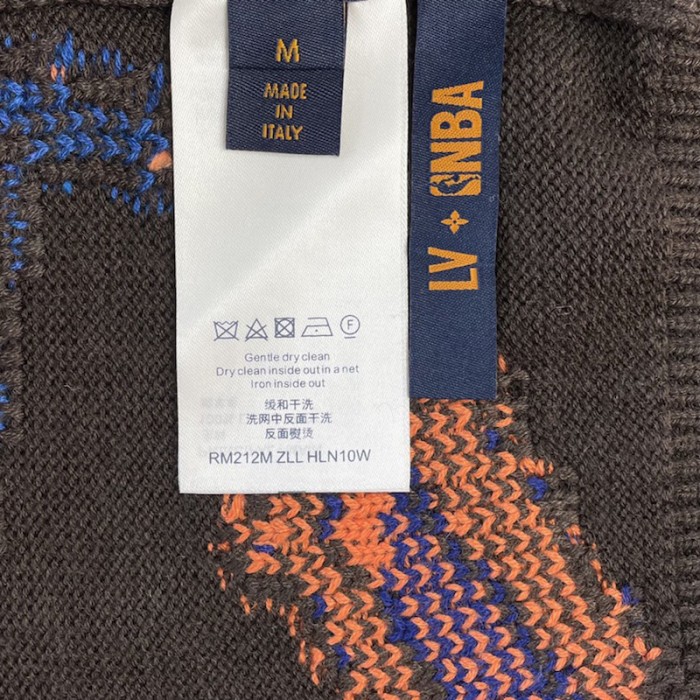 M
MADE
IN
ITALY
LV NBA
F
Gentle dry clean
Dry clean inside out in a net
Iron inside out
缓和干洗
洗网中反面干洗
反面熨烫
RM212M ZLL HLN10W